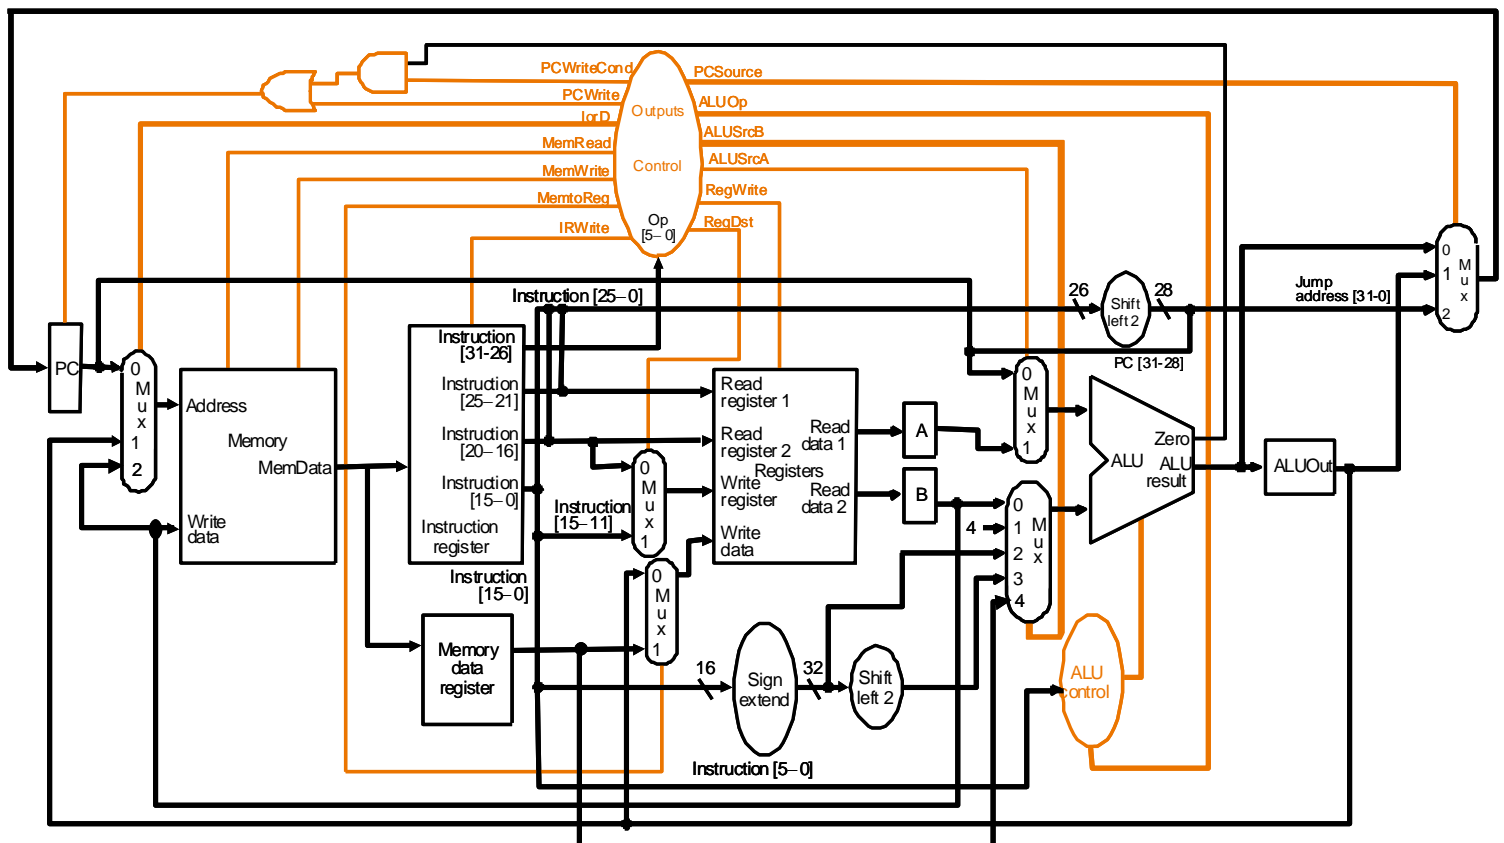 PCWriteCond
PCSource
PCWrite
Outputs
ALUOp
IorD
ALUSrcB
MemRead
Control
ALUSrcA
MemWrite
RegWrite
MemtoReg
Op
[5–0]
RegDst
IRWrite
Instruction [25–0]
26
Shift
left 2
28
Jump
address [31-0]
0
1
2
M
u
x
PC [31-28]
PC
0
M
u
x
1
2
Address
Memory
MemData
Write
data
Instruction
[31-26]
Instruction
[25–21]
Instruction
[20–16]
Instruction
[15–0]
Instruction
register
Instruction
[15–11]
0
M
u
x
1
Read
register 1
Read
register 2
Registers
Write
register
Write
data
Read
data 1
Read
data 2
A
B
0
M
u
x
1
4
0
1
2
3
4
M
u
x
Zero
ALU
ALU
result
ALUOut
Instruction
[15–0]
Memory
data
register
0
M
u
x
1
16
Sign
extend
32
Shift
left 2
ALU
control
Instruction [5–0]